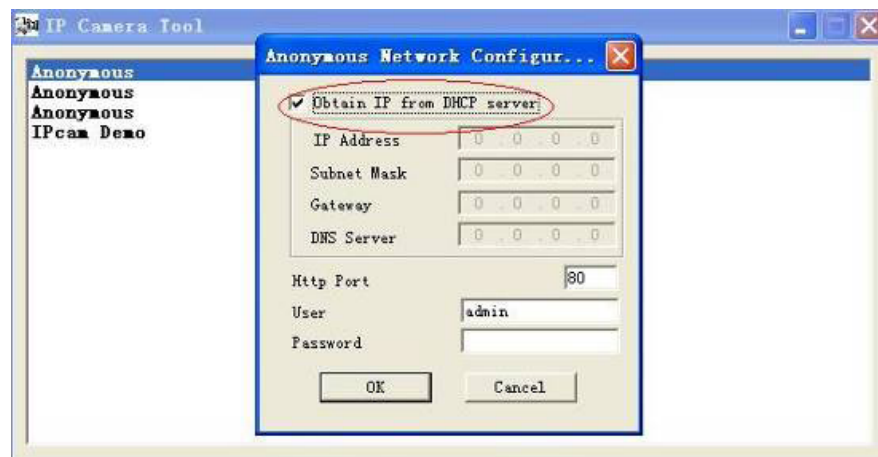 IP Camera Tool
Anonymous
Anonymous
Anonymous
IPcam Demo
Anonymous Network Configur...
Obtain IP from DHCP server
IP Address 0 . 0 . 0 . 0
Subnet Mask 0 . 0 . 0 . 0
Gateway 0 . 0 . 0 . 0
DNS Server 0 . 0 . 0 . 0
Http Port 80
User admin
Password
OK Cancel